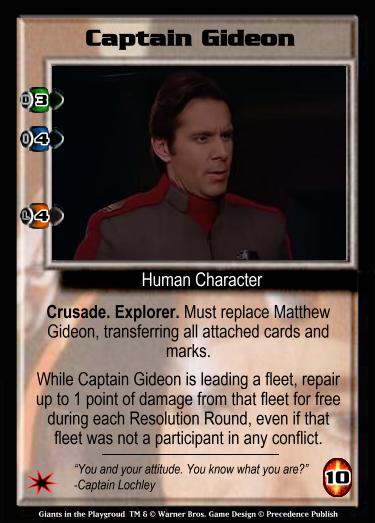 Captain Gideon
D 3
I 4
L 4
Human Character
Crusade. Explorer. Must replace Matthew
Gideon, transferring all attached cards and
marks.
While Captain Gideon is leading a fleet, repair
up to 1 point of damage from that fleet for free
during each Resolution Round, even if that
fleet was not a participant in any conflict.
“You and your attitude. You know what you are?”
-Captain Lochley
10
Giants in the Playgroud TM & © Warner Bros. Game Design © Precedence Publish